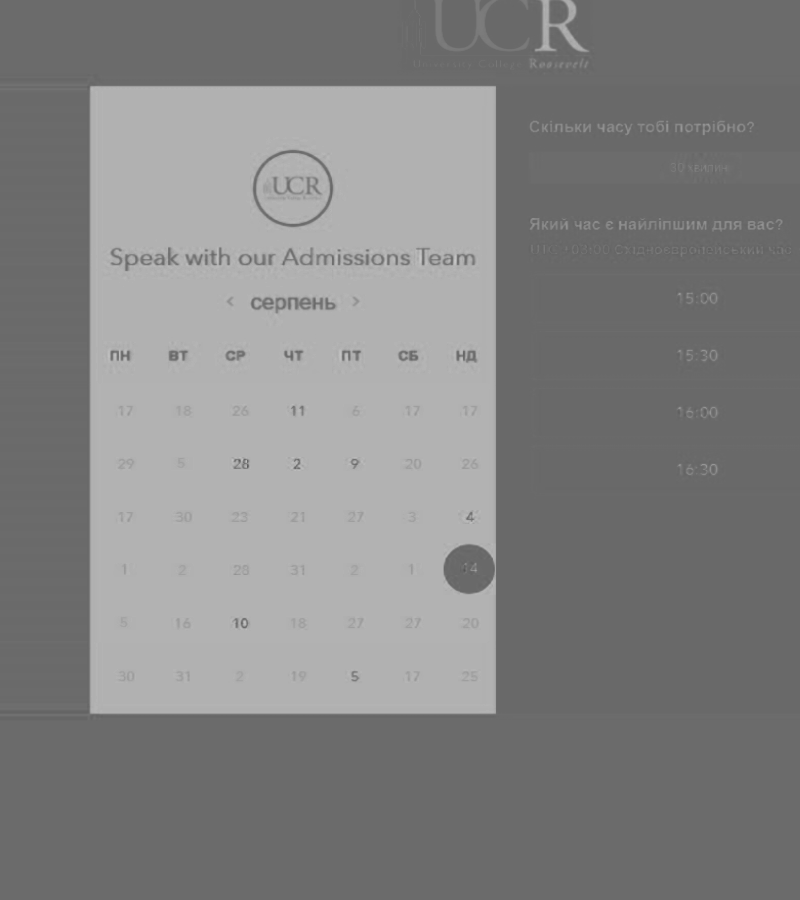 UCR
University College Roosevelt
UCR
Speak with our Admissions Team
< серпень >
ПН ВТ СР ЧТ ПТ СБ НД
17 18 26 11 6 17 17
29 5 28 2 9 20 26
17 30 23 21 27 3 4
1 2 28 31 2 1 14
5 16 10 18 27 27 20
30 31 2 19 5 17 25
Скільки часу тобі потрібно?
30 хвилин
Який час є найліпшим для вас?
+03:00 Східноєвропейський час
15:00
15:30
16:00
16:30